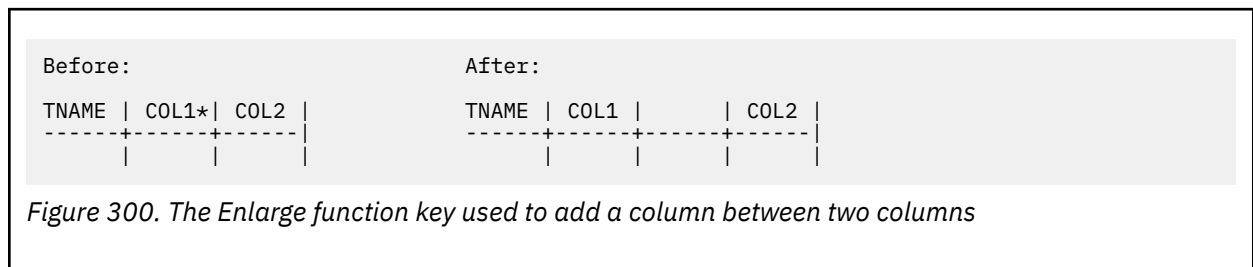 Before:                              After:
TNAME | COL1*| COL2 |                TNAME | COL1 |      | COL2 |
------+------+------|                ------+------+------+------|
      |      |      |                      |      |      |      |
Figure 300. The Enlarge function key used to add a column between two columns